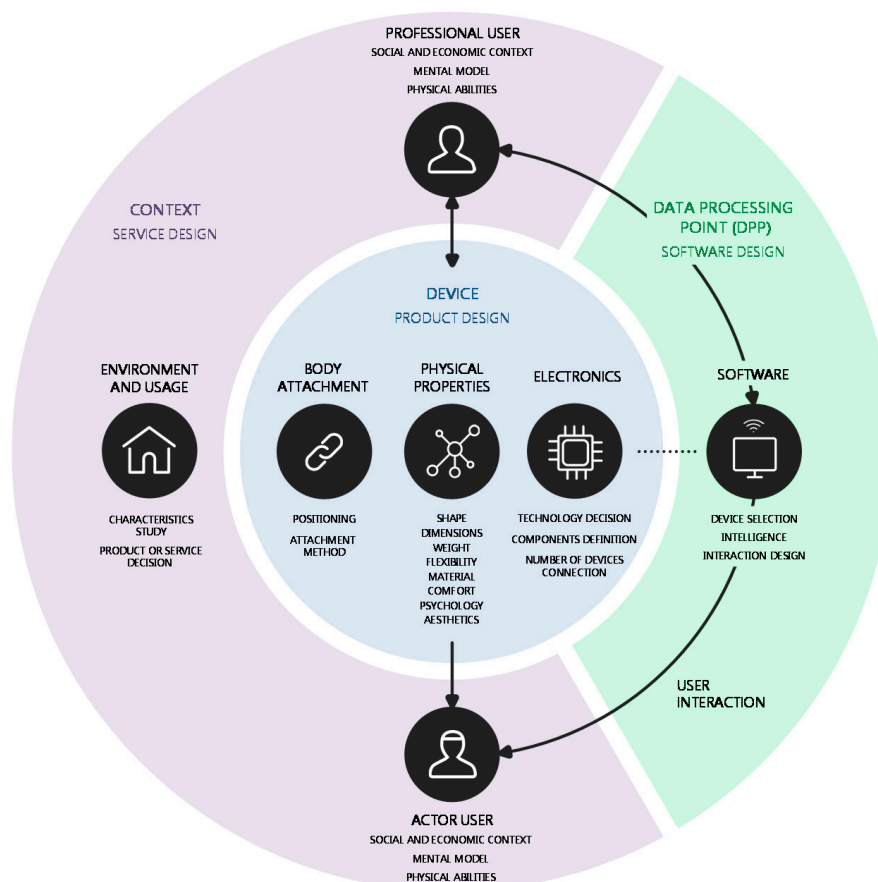 PROFESSIONAL USER
SOCIAL AND ECONOMIC CONTEXT
MENTAL MODEL
PHYSICAL ABILITIES
CONTEXT
SERVICE DESIGN
DATA PROCESSING
POINT (DPP)
SOFTWARE DESIGN
DEVICE
PRODUCT DESIGN
ENVIRONMENT
AND USAGE
CHARACTERISTICS
STUDY
PRODUCT OR SERVICE
DECISION
BODY
ATTACHMENT
POSITIONING
ATTACHMENT
METHOD
PHYSICAL
PROPERTIES
SHAPE
DIMENSIONS
WEIGHT
FLEXIBILITY
MATERIAL
COMFORT
PSYCHOLOGY
AESTHETICS
ELECTRONICS
TECHNOLOGY DECISION
COMPONENTS DEFINITION
NUMBER OF DEVICES
CONNECTION
SOFTWARE
DEVICE SELECTION
INTELLIGENCE
INTERACTION DESIGN
USER
INTERACTION
ACTOR USER
SOCIAL AND ECONOMIC CONTEXT
MENTAL MODEL
PHYSICAL ABILITIES